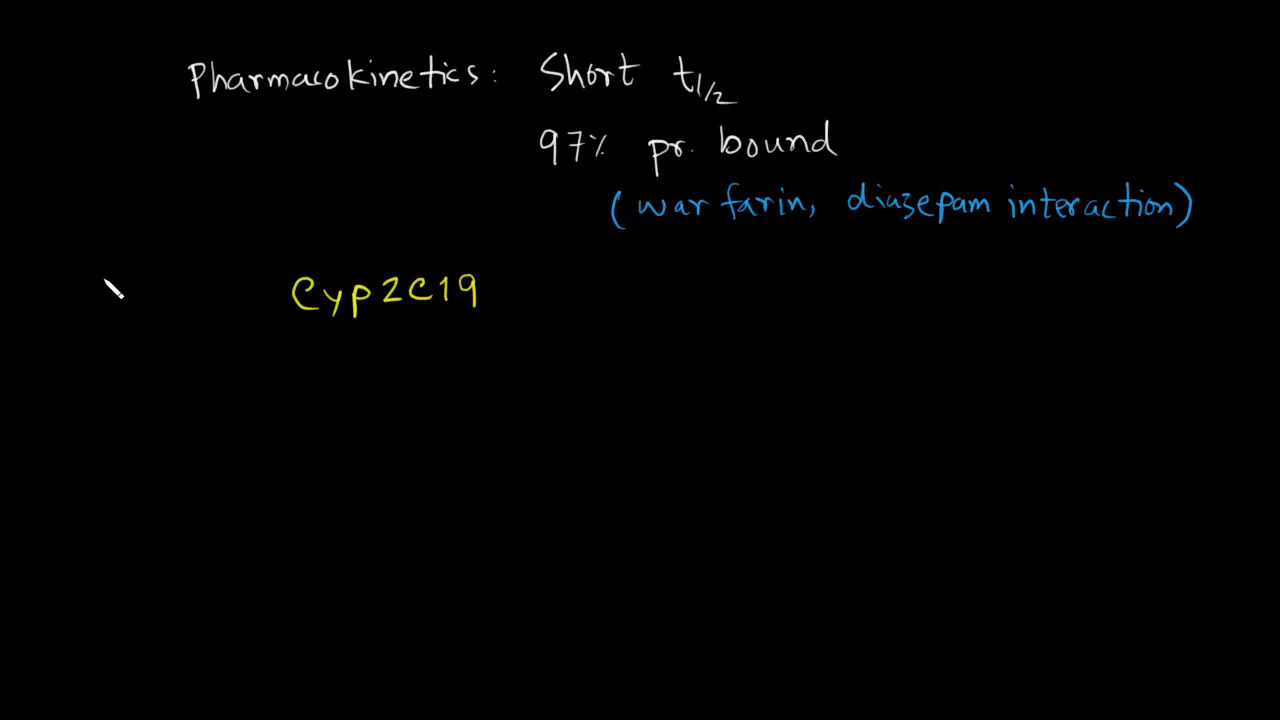 Pharmacokinetics: Short t1/2
97% pr. bound
(warfarin, diazepam interaction)
Cyp2C19